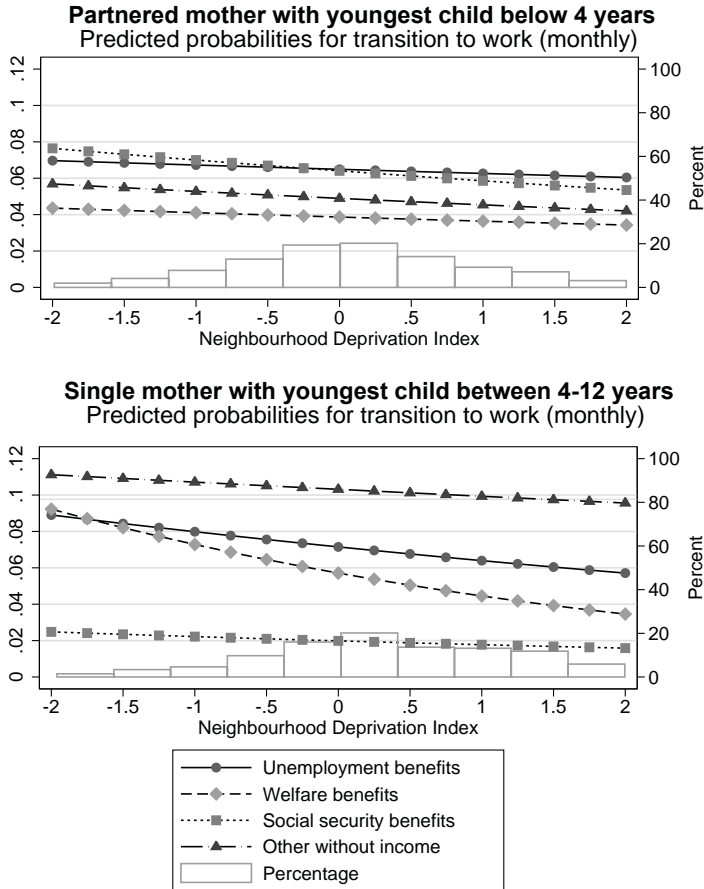 Partnered mother with youngest child below 4 years
Predicted probabilities for transition to work (monthly)
.12
.1
.08
.06
.04
.02
0
100
80
60
40
20
0
Percent
-2 -1.5 -1 -.5 0 .5 1 1.5 2
Neighbourhood Deprivation Index
Single mother with youngest child between 4-12 years
Predicted probabilities for transition to work (monthly)
.12
.1
.08
.06
.04
.02
0
100
80
60
40
20
0
Percent
-2 -1.5 -1 -.5 0 .5 1 1.5 2
Neighbourhood Deprivation Index
Unemployment benefits
Welfare benefits
Social security benefits
Other without income
Percentage